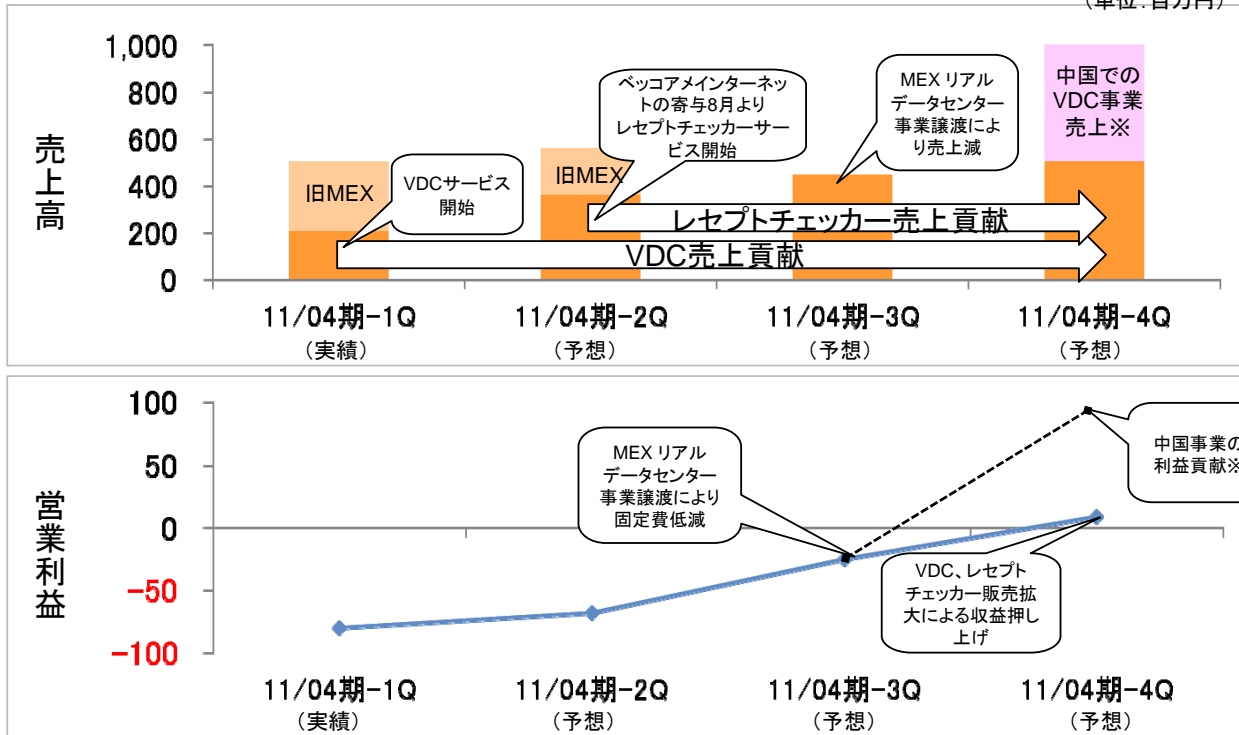 （単位：百万円）
売上高
1,000
800
600
400
200
0
旧MEX
VDCサービス
開始
旧MEX
ベッコアメインターネッ
トの寄与8月より
レセプトチェッカーサー
ビス開始
MEX リアル
データセンター
事業譲渡によ
り売上減
中国での
VDC事業
売上※
レセプトチェッカー売上貢献
VDC売上貢献
11/04期-1Q
（実績）
11/04期-2Q
（予想）
11/04期-3Q
（予想）
11/04期-4Q
（予想）
営業利益
100
50
0
-50
-100
MEX リアル
データセンター
事業譲渡により
固定費低減
中国事業の
利益貢献※
VDC、レセプト
チェッカー販売拡
大による収益押し
上げ
11/04期-1Q
（実績）
11/04期-2Q
（予想）
11/04期-3Q
（予想）
11/04期-4Q
（予想）